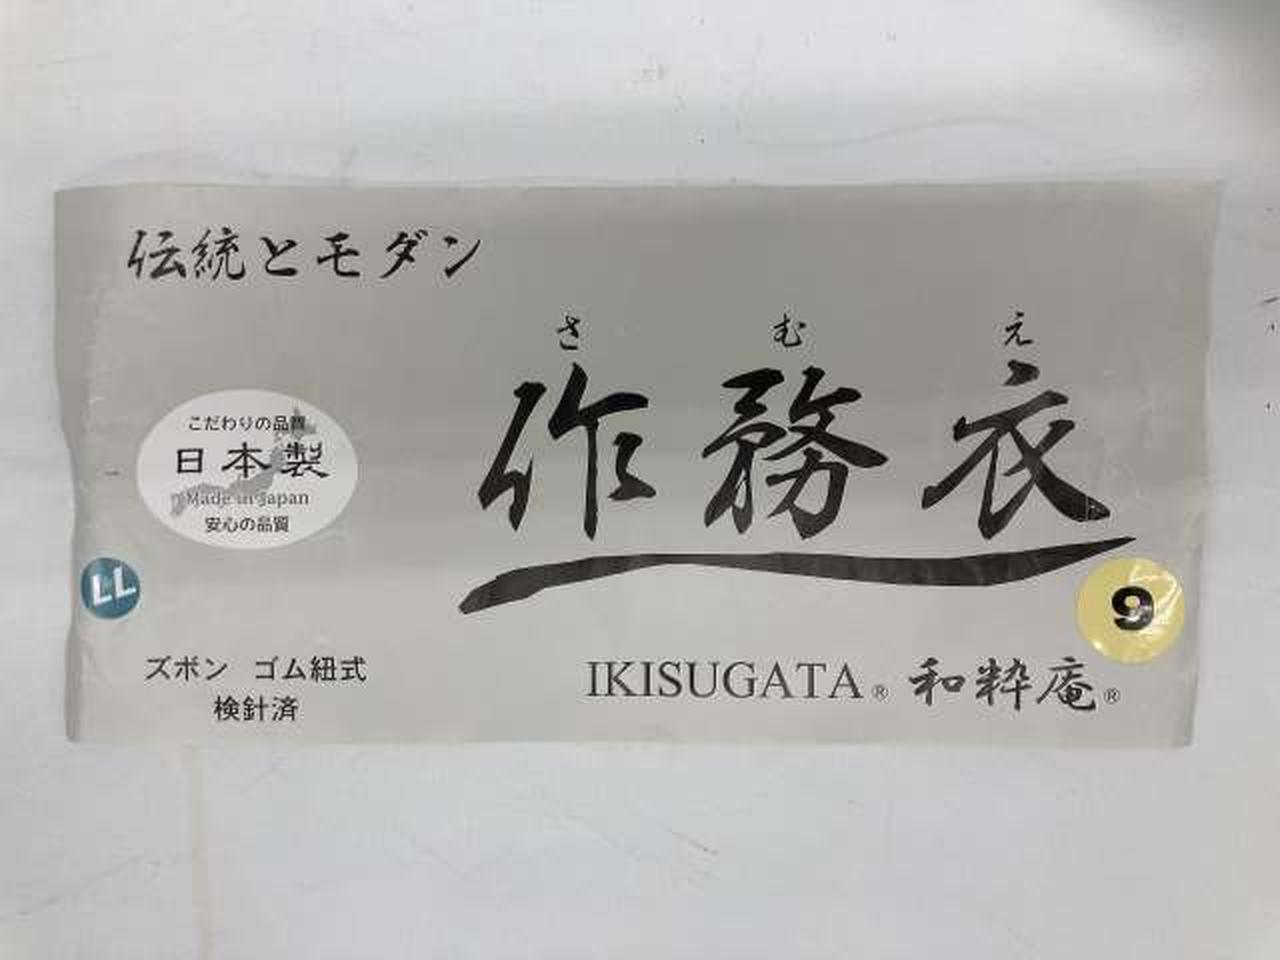 伝統とモダン
さむえ
作務衣
こだわりの品質
日本製
Made in Japan
安心の品質
LL
9
ズボン ゴム紐式
検針済
IKISUGATA® 和粋庵®